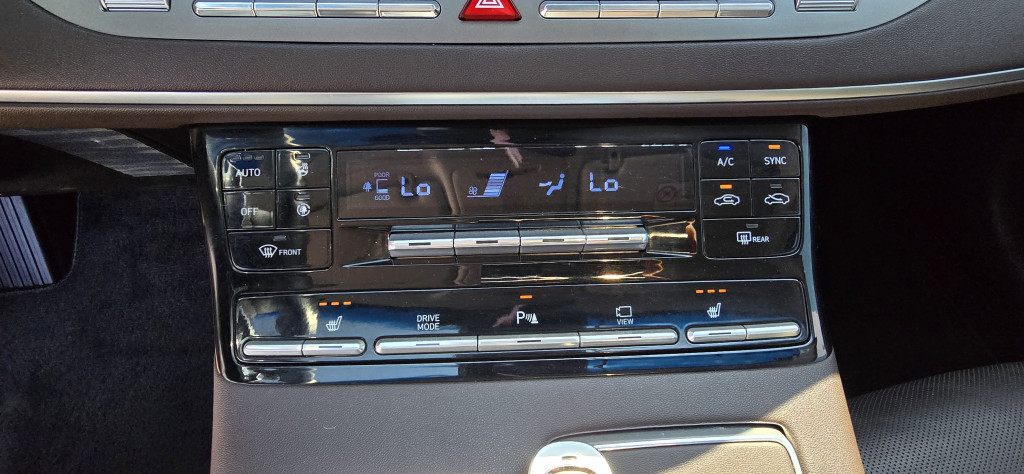 AUTO
OFF
FRONT
POOR
GOOD
Lo
Lo
A/C
SYNC
REAR
DRIVE
MODE
P
VIEW